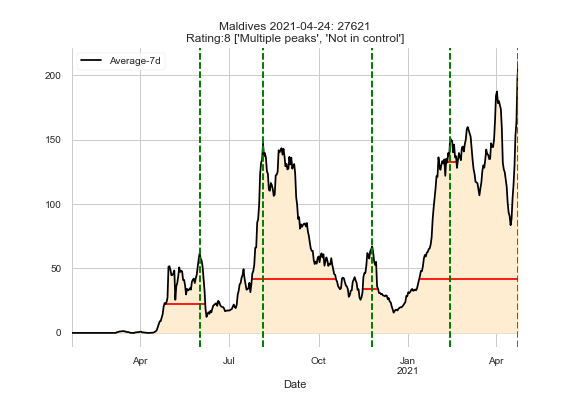 Maldives 2021-04-24: 27621
Rating:8 ['Multiple peaks', 'Not in control']
Average-7d
200
150
100
50
0
Apr
Jul
Oct
Jan
2021
Apr
Date